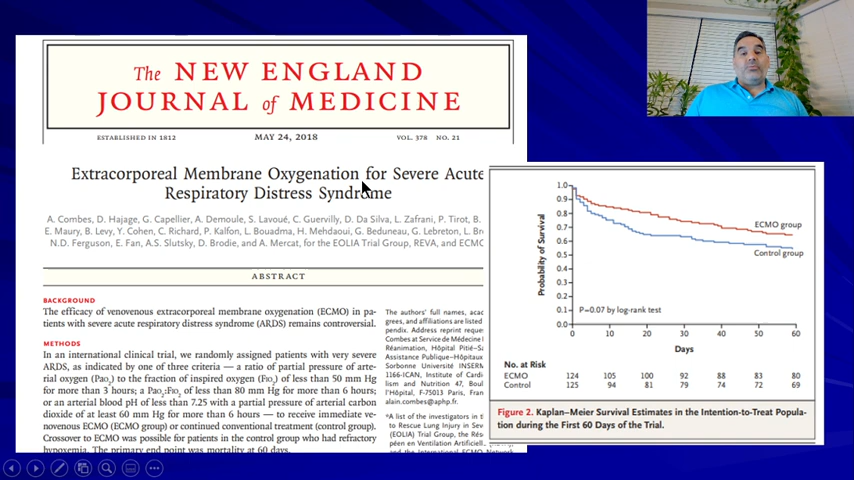 The NEW ENGLAND
JOURNAL of MEDICINE
ESTABLISHED IN 1812
MAY 24, 2018
VOL. 378 NO. 21
Extracorporeal Membrane Oxygenation for Severe Acute
Respiratory Distress Syndrome
A. Combes, D. Hajage, G. Capellier, A. Demoule, S. Lavoué, C. Guervilly, D. Da Silva, L. Zafrani, P. Tirot, B.
E. Maury, B. Levy, Y. Cohen, C. Richard, P. Kalfon, L. Bouadma, H. Mehdaoui, G. Beduneau, G. Lebreton, L. Br
N.D. Ferguson, E. Fan, A.S. Slutsky, D. Brodie, and A. Mercat, for the EOLIA Trial Group, REVA, and ECMO
ABSTRACT
BACKGROUND
The efficacy of venovenous extracorporeal membrane oxygenation (ECMO) in pa-
tients with severe acute respiratory distress syndrome (ARDS) remains controversial.
METHODS
In an international clinical trial, we randomly assigned patients with very severe
ARDS, as indicated by one of three criteria — a ratio of partial pressure of arte-
rial oxygen (PaO2) to the fraction of inspired oxygen (FIO2) of less than 50 mm Hg
for more than 3 hours; a PaO2:FIO2 of less than 80 mm Hg for more than 6 hours;
or an arterial blood pH of less than 7.25 with a partial pressure of arterial carbon
dioxide of at least 60 mm Hg for more than 6 hours — to receive immediate ve-
novenous ECMO (ECMO group) or continued conventional treatment (control group).
Crossover to ECMO was possible for patients in the control group who had refractory
hypoxemia. The primary end point was mortality at 60 days.
The authors' full names, acad
grees, and affiliations are listed
pendix. Address reprint reque
Combes at Service de Médecine I
Réanimation, Hôpital Pitié–Sa
Assistance Publique–Hôpitaux
Sorbonne Université INSERM
1166-ICAN, Institute of Cardi
lism and Nutrition 47, Boul
l'Hôpital, F-75013 Paris, Fran
alain.combes@aphp.fr.
*A list of the investigators in t
to Rescue Lung Injury in Sev
(EOLIA) Trial Group, the Rés
péen en Ventilation Artificiell
and the International ECMO Network
Probability of Survival
1.0
0.9
0.8
0.7
0.6
0.5
0.4
0.3
0.2
0.1
0.0
ECMO group
Control group
P=0.07 by log-rank test
0 10 20 30 40 50 60
Days
No. at Risk
ECMO 124 105 100 92 88 83 80
Control 125 94 81 79 74 72 69
Figure 2. Kaplan–Meier Survival Estimates in the Intention-to-Treat Popula-
tion during the First 60 Days of the Trial.